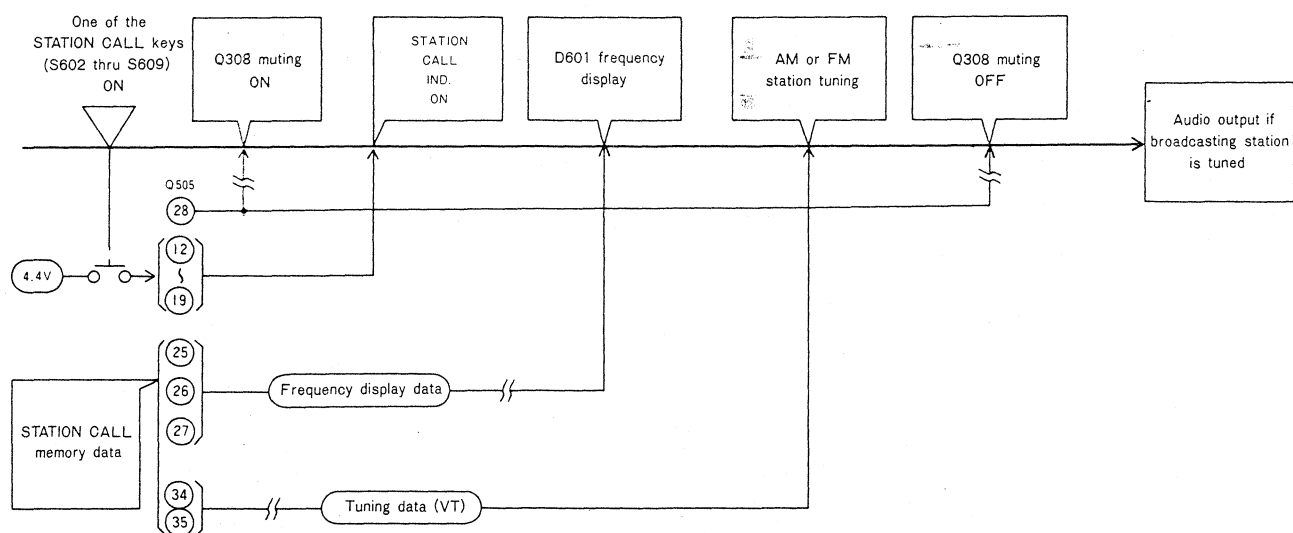 One of the
STATION CALL keys
(S602 thru S609)
ON
Q308 muting
ON
STATION
CALL
IND.
ON
D601 frequency
display
AM or FM
station tuning
Q308 muting
OFF
Audio output if
broadcasting station
is tuned
Q505
28
4.4V
12
19
25
26
27
Frequency display data
STATION CALL
memory data
34
35
Tuning data (VT)